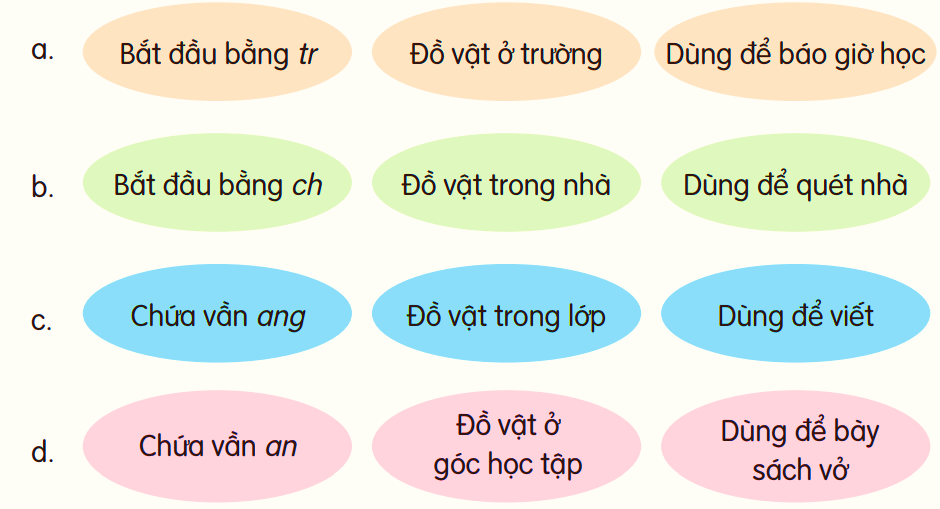 a. Bắt đầu bằng tr Đồ vật ở trường Dùng để báo giờ học
b. Bắt đầu bằng ch Đồ vật trong nhà Dùng để quét nhà
c. Chứa vần ang Đồ vật trong lớp Dùng để viết
d. Chứa vần an Đồ vật ở
góc học tập Dùng để bày
sách vở